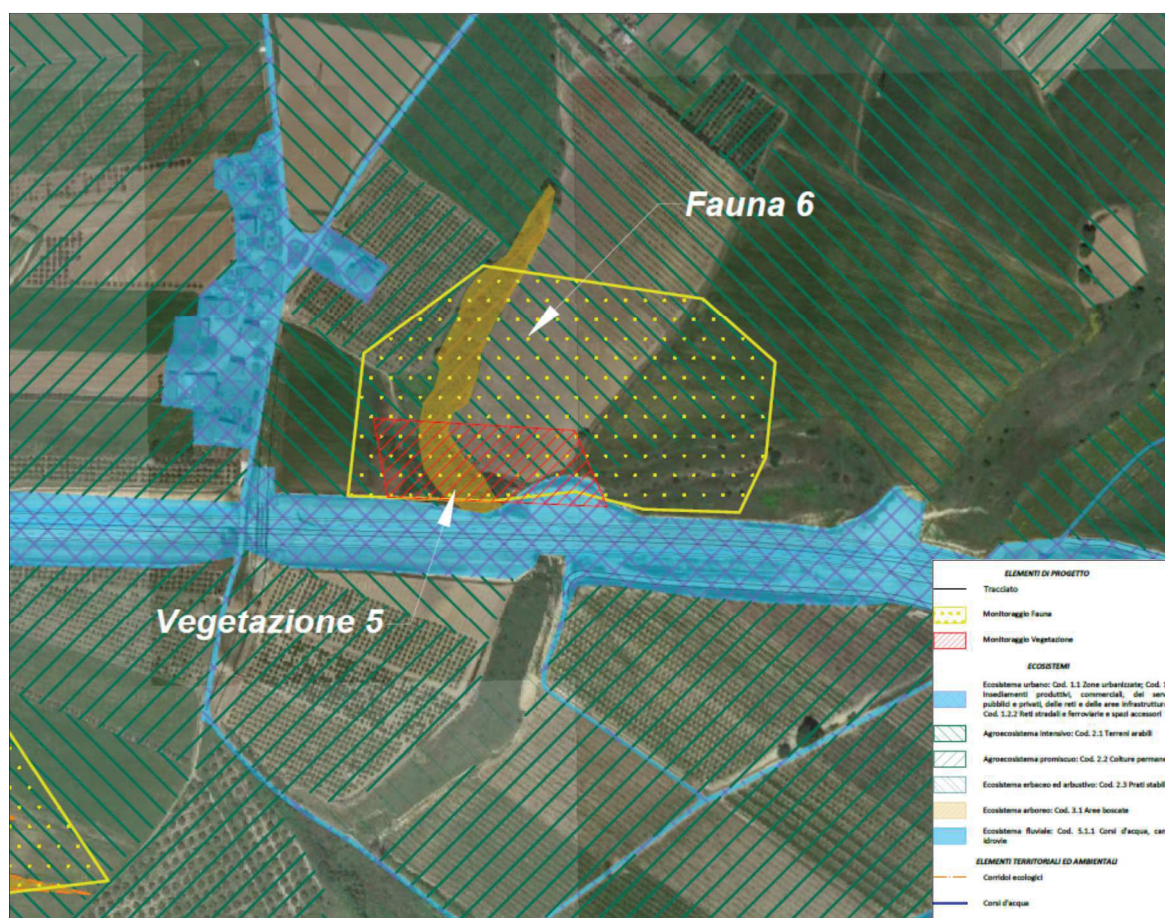 Fauna 6
Vegetazione 5
ELEMENTI DI PROGETTO
Tracciato
Monitoraggio Fauna
Monitoraggio Vegetazione
ECOSISTEMI
Ecosistema urbano: Cod. 1.1 Zone urbanizzate; Cod. 1
Insediamenti produttivi, commerciali, dei serv
pubblici e privati, delle reti e delle aree infrastruttur
Cod. 1.2.2 Reti stradali e ferroviarie e spazi accessori
Agroecosistema intensivo: Cod. 2.1 Terreni arabili
Agroecosistema promiscuo: Cod. 2.2 Colture permane
Ecosistema erbaceo ed arbustivo: Cod. 2.3 Prati stabili
Ecosistema arboreo: Cod. 3.1 Aree boscate
Ecosistema fluviale: Cod. 5.1.1 Corsi d'acqua, can
idrovie
ELEMENTI TERRITORIALI ED AMBIENTALI
Corridoi ecologici
Corsi d'acqua